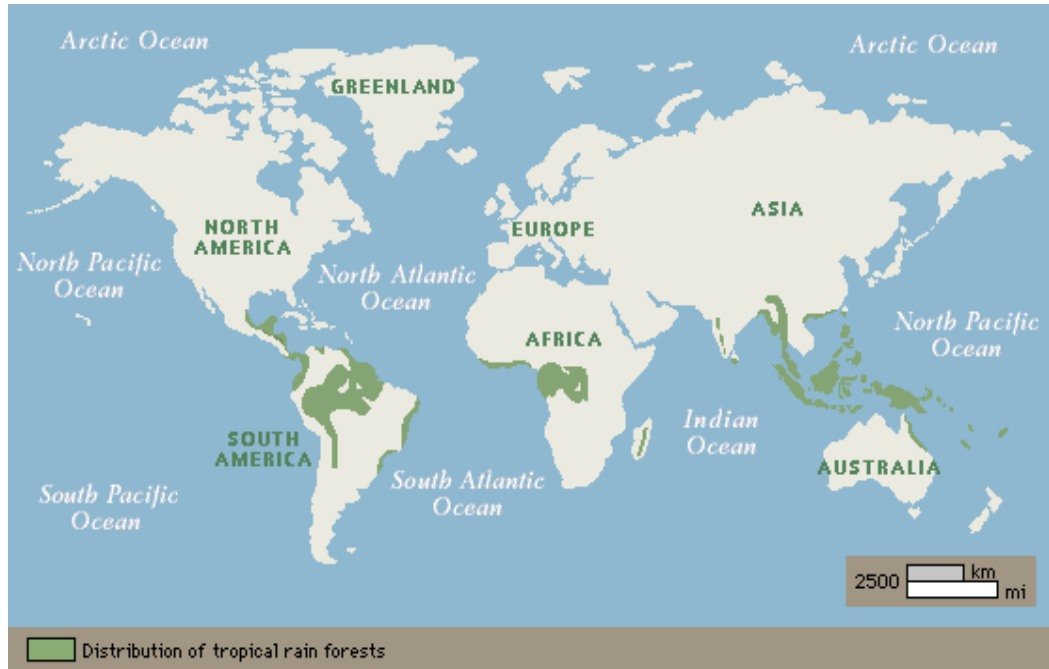 Arctic Ocean
Arctic Ocean
GREENLAND
NORTH
AMERICA
EUROPE
ASIA
North Pacific
Ocean
North Atlantic
Ocean
AFRICA
North Pacific
Ocean
SOUTH
AMERICA
Indian
Ocean
AUSTRALIA
South Pacific
Ocean
South Atlantic
Ocean
2500 km
mi
Distribution of tropical rain forests